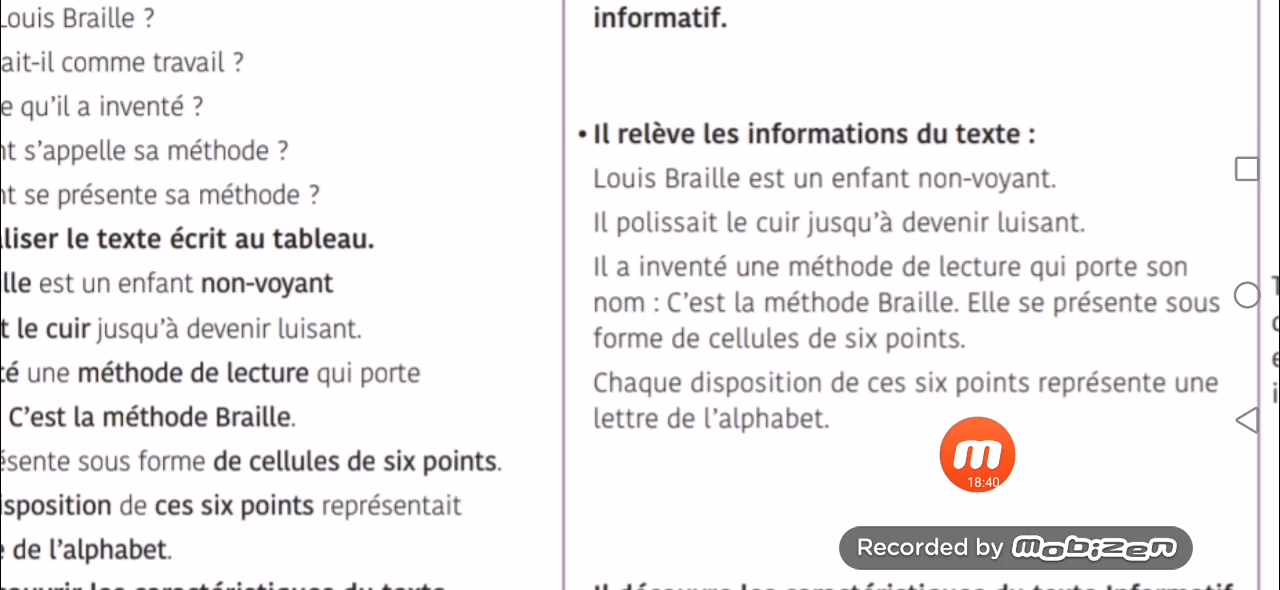 Louis Braille ?
ait-il comme travail ?
e qu'il a inventé ?
nt s'appelle sa méthode ?
nt se présente sa méthode ?
liser le texte écrit au tableau.
lle est un enfant non-voyant
t le cuir jusqu'à devenir luisant.
té une méthode de lecture qui porte
C'est la méthode Braille.
ésente sous forme de cellules de six points.
isposition de ces six points représentait
de l'alphabet.
informatif.
• Il relève les informations du texte :
Louis Braille est un enfant non-voyant.
Il polissait le cuir jusqu'à devenir luisant.
Il a inventé une méthode de lecture qui porte son
nom : C'est la méthode Braille. Elle se présente sous
forme de cellules de six points.
Chaque disposition de ces six points représente une
lettre de l'alphabet.
18:40
Recorded by mobizen